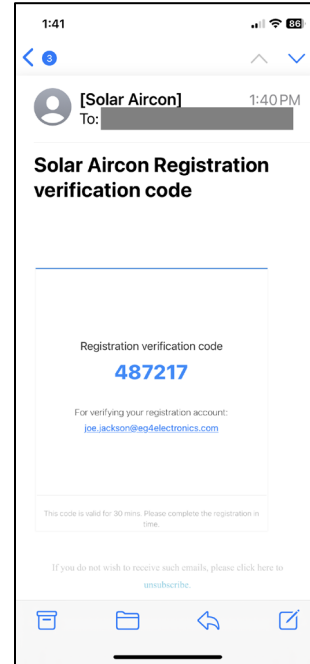 1:41
86
3
[Solar Aircon]
1:40 PM
To:
Solar Aircon Registration
verification code
Registration verification code
487217
For verifying your registration account:
joe.jackson@eg4electronics.com
This code is valid for 30 mins. Please complete the registration in
time.
If you do not wish to receive such emails, please click here to
unsubscribe.